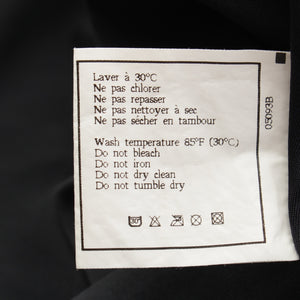 Laver à 30°C
Ne pas chlorer
Ne pas repasser
Ne pas nettoyer à sec
Ne pas sécher en tambour
Wash temperature 85°F (30°C)
Do not bleach
Do not iron
Do not dry clean
Do not tumble dry
05093B